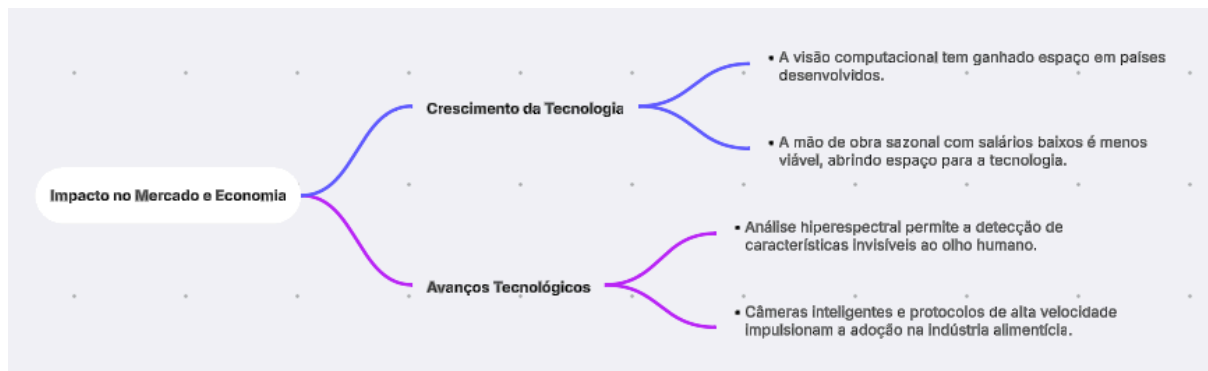 Impacto no Mercado e Economia
Crescimento da Tecnologia
• A visão computacional tem ganhado espaço em países
desenvolvidos.
• A mão de obra sazonal com salários baixos é menos
viável, abrindo espaço para a tecnologia.
Avanços Tecnológicos
• Análise hiperespectral permite a detecção de
características invisíveis ao olho humano.
• Câmeras inteligentes e protocolos de alta velocidade
impulsionam a adoção na indústria alimentícia.